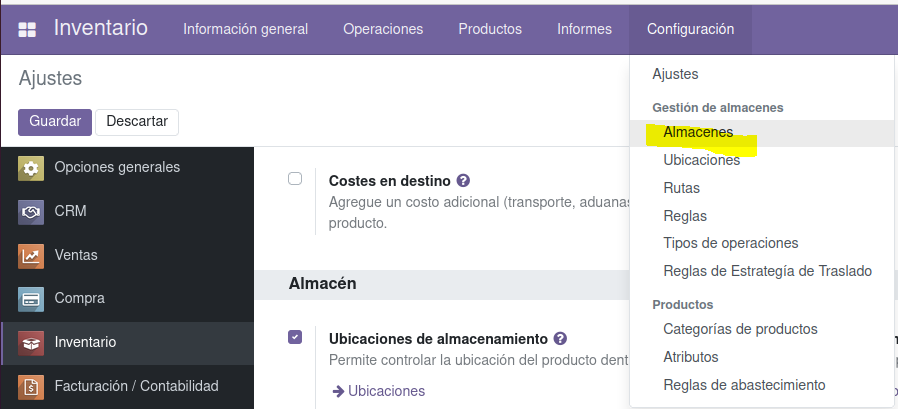 Inventario Información general Operaciones Productos Informes Configuración
Ajustes
Guardar Descartar
Opciones generales
CRM
Ventas
Compra
Inventario
Facturación / Contabilidad
Costes en destino ?
Agregue un costo adicional (transporte, aduanas
producto.
Almacén
Ubicaciones de almacenamiento ?
Permite controlar la ubicación del producto dent
Ubicaciones
Ajustes
Gestión de almacenes
Almacenes
Ubicaciones
Rutas
Reglas
Tipos de operaciones
Reglas de Estrategía de Traslado
Productos
Categorías de productos
Atributos
Reglas de abastecimiento